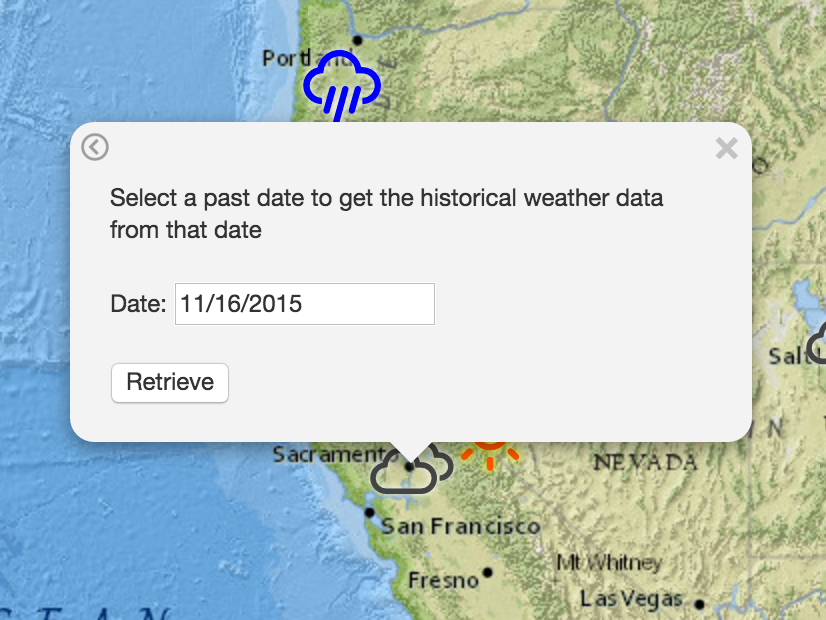 Portland
Select a past date to get the historical weather data
from that date
Date: 11/16/2015
Retrieve
Salt
Sacramento
NEVADA
San Francisco
Mt Whitney
Fresno
Las Vegas